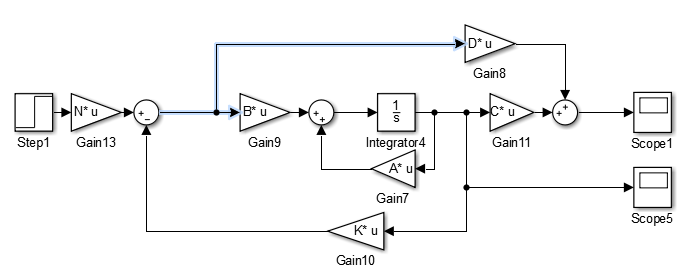 D* u
Gain8
N* u
B* u
1
s
C* u
Step1
Gain13
Gain9
Integrator4
Gain11
Scope1
A* u
Gain7
Scope5
K* u
Gain10